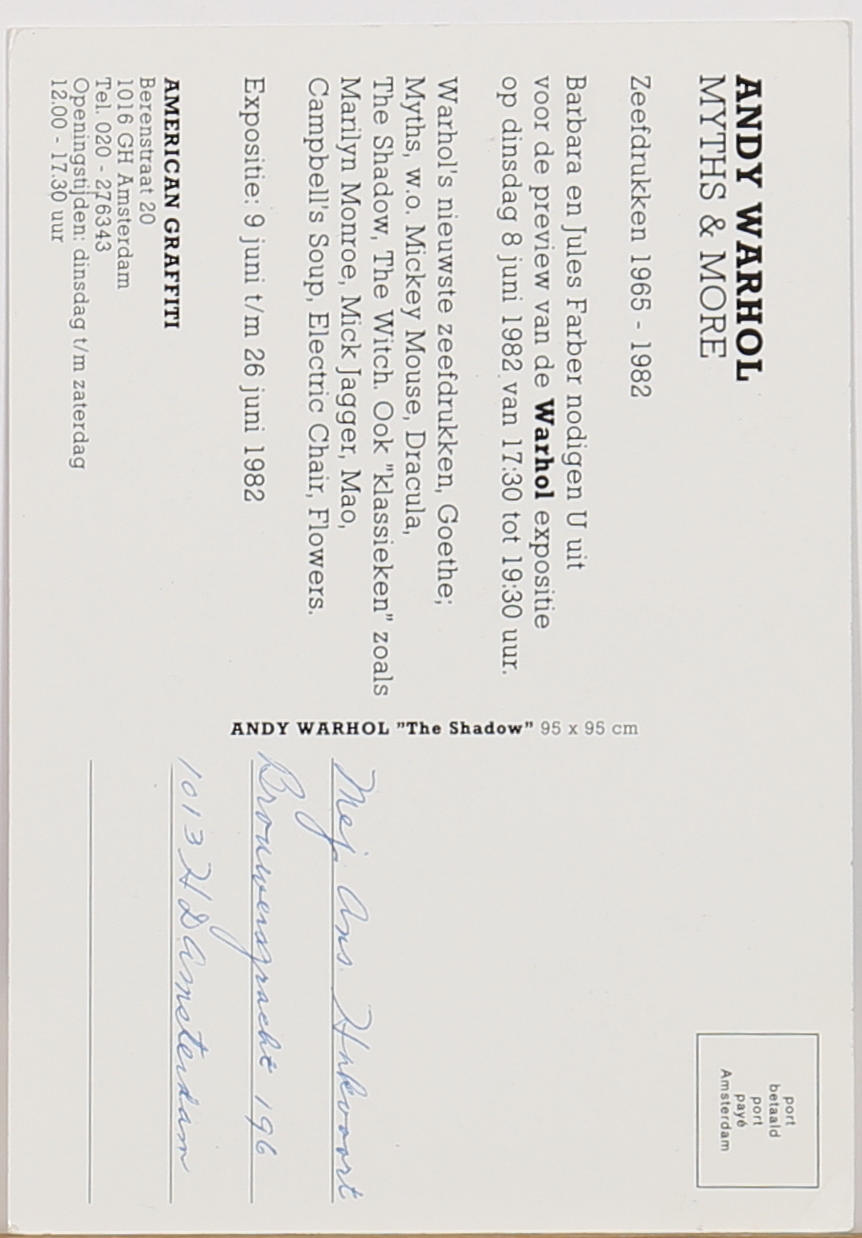 ANDY WARHOL
MYTHS & MORE
Zeefdrukken 1965 - 1982
Barbara en Jules Farber nodigen U uit
voor de preview van de Warhol expositie
op dinsdag 8 juni 1982 van 17:30 tot 19:30 uur.
Warhol's nieuwste zeefdrukken, Goethe;
Myths, w.o. Mickey Mouse, Dracula,
The Shadow, The Witch. Ook "klassieken" zoals
Marilyn Monroe, Mick Jagger, Mao,
Campbell's Soup, Electric Chair, Flowers.
Expositie: 9 juni t/m 26 juni 1982
AMERICAN GRAFFITI
Berenstraat 20
1016 GH Amsterdam
Tel. 020 - 276343
Openingstijden: dinsdag t/m zaterdag
12.00 - 17.30 uur
ANDY WARHOL ”The Shadow” 95 x 95 cm
port
betaald
port
payé
Amsterdam
Mej. Ans
Brouwersgracht 196
1013 HD Amsterdam